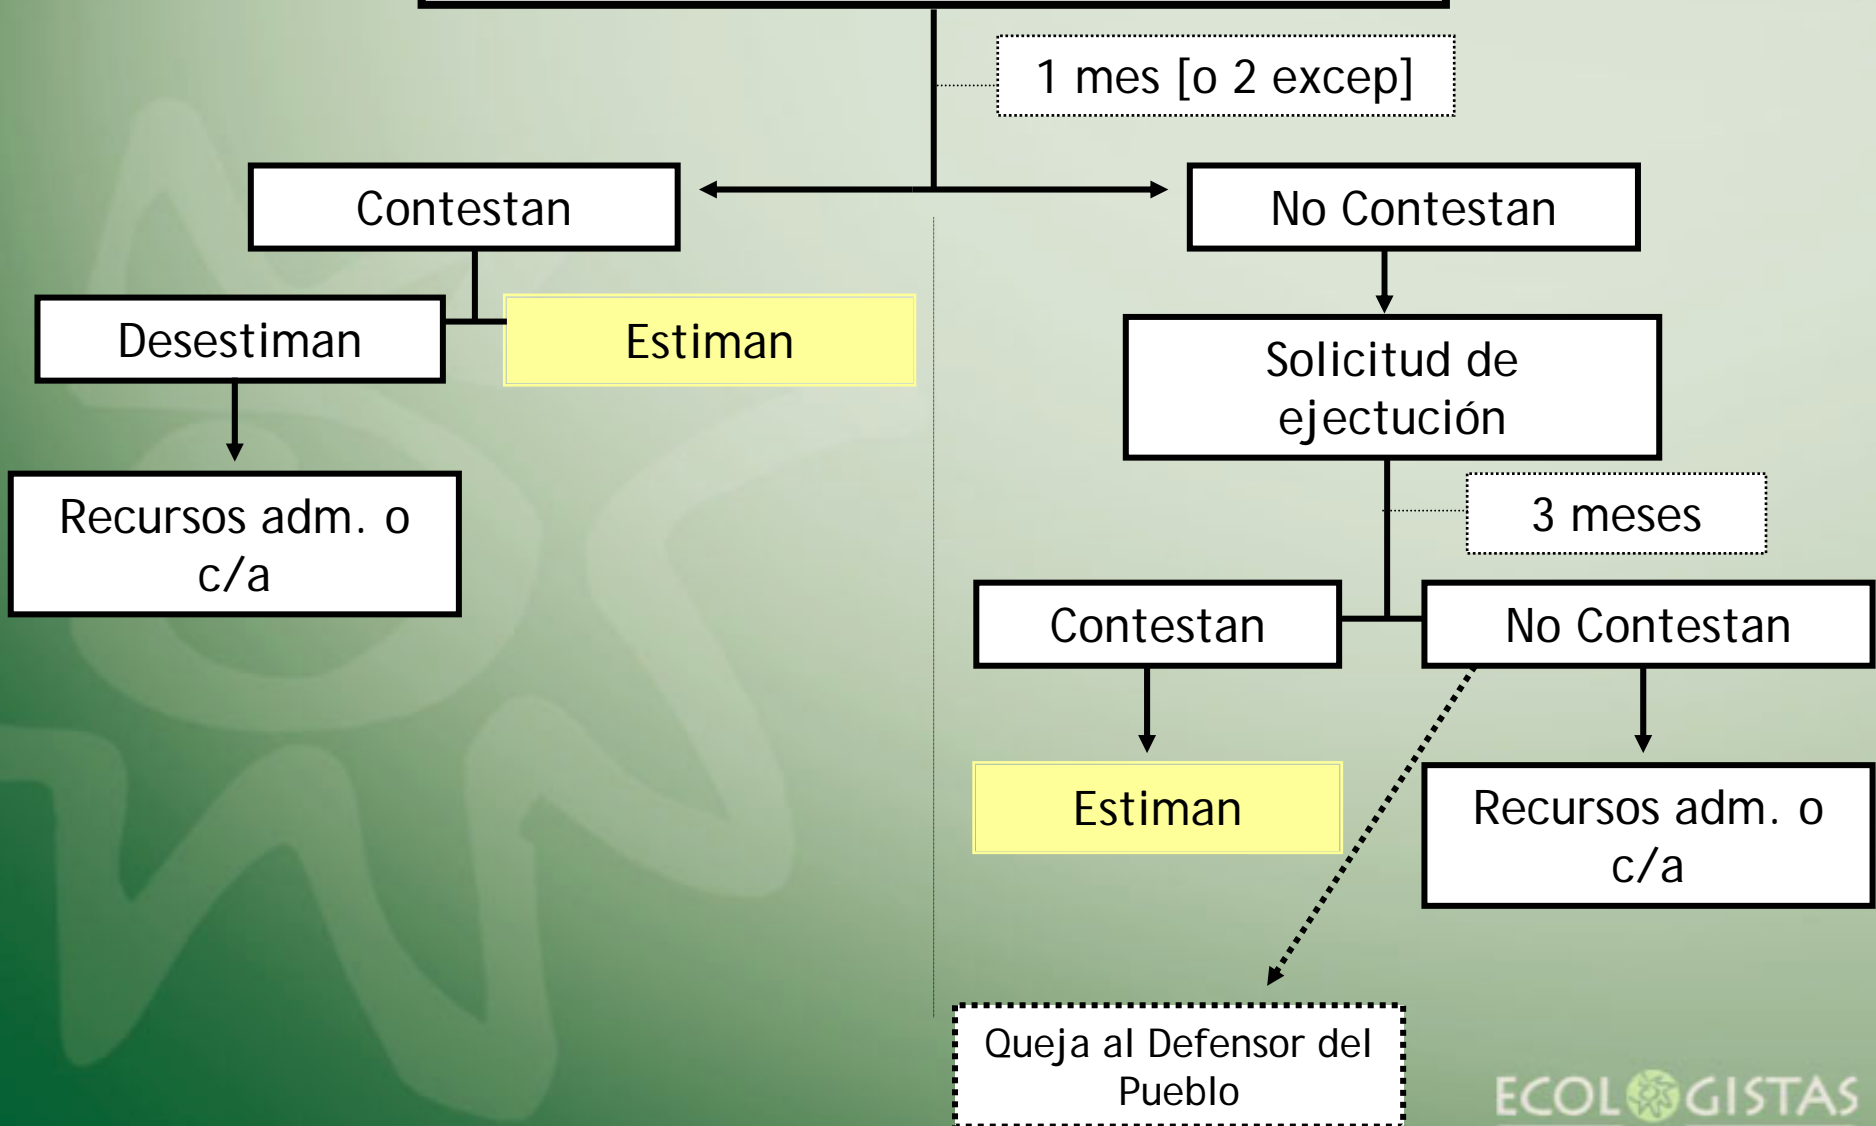 1 mes [o 2 excep]
Contestan
No Contestan
Desestiman
Estiman
Solicitud de
ejectución
Recursos adm. o
c/a
3 meses
Contestan
No Contestan
Estiman
Recursos adm. o
c/a
Queja al Defensor del
Pueblo
ECOLOGISTAS